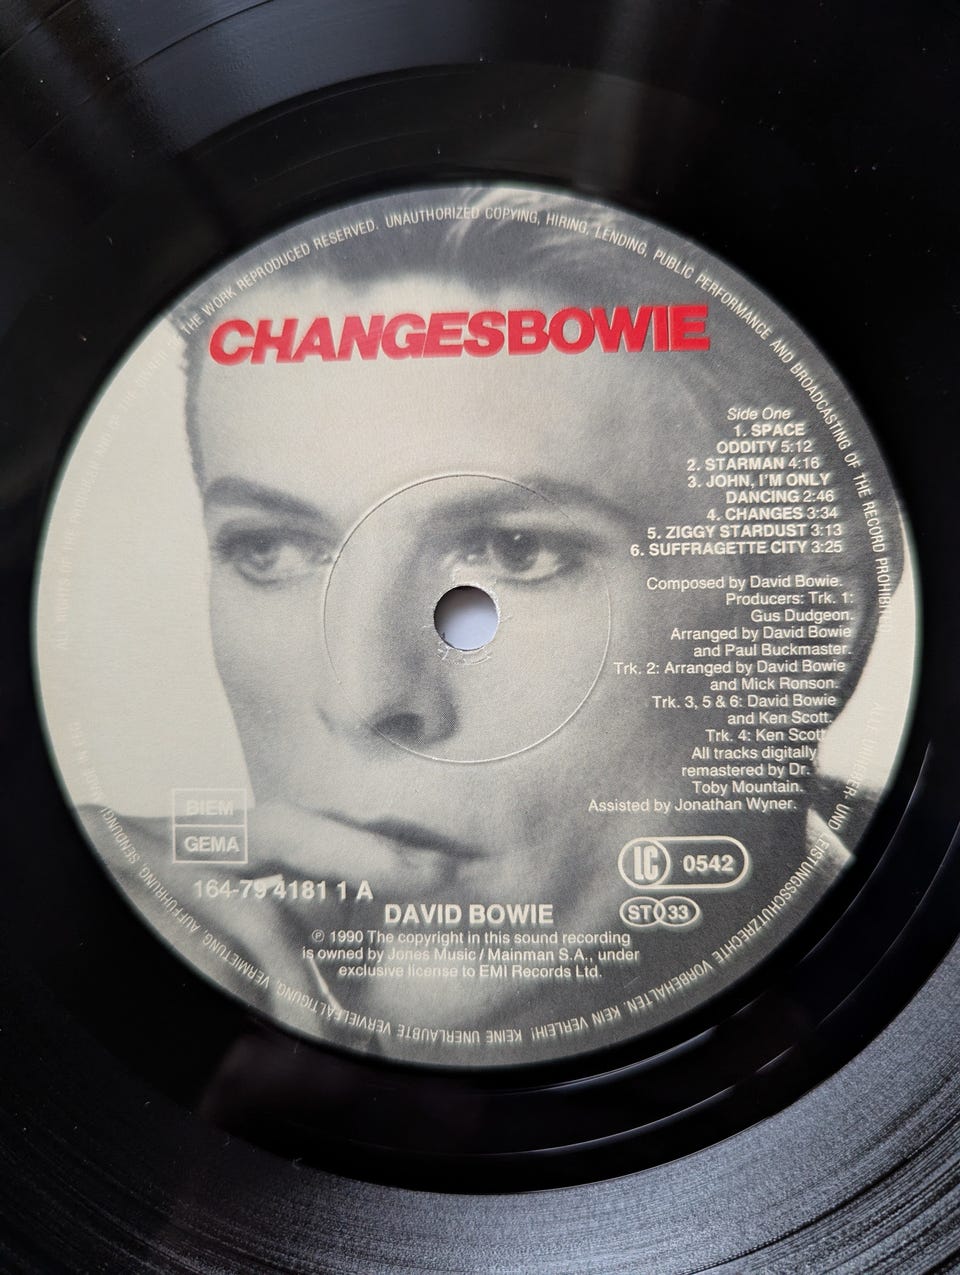 THE WORK REPRODUCED RESERVED. UNAUTHORIZED COPYING, HIRING, LENDING, PUBLIC PERFORMANCE AND BROADCASTING OF THE RECORD PROHIBITED
CHANGESBOWIE
Side One
1. SPACE
ODDITY 5:12
2. STARMAN 4:16
3. JOHN, I'M ONLY
DANCING 2:46
4. CHANGES 3:34
5. ZIGGY STARDUST 3:13
6. SUFFRAGETTE CITY 3:25
Composed by David Bowie.
Producers: Trk. 1:
Gus Dudgeon.
Arranged by David Bowie
and Paul Buckmaster.
Trk. 2: Arranged by David Bowie
and Mick Ronson.
Trk. 3, 5 & 6: David Bowie
and Ken Scott.
Trk. 4: Ken Scott
All tracks digitally
remastered by Dr.
Toby Mountain.
Assisted by Jonathan Wyner.
BIEM
GEMA
LC 0542
164-79 4181 1 A
ST 33
DAVID BOWIE
℗ 1990 The copyright in this sound recording
is owned by Jones Music / Mainman S.A., under
exclusive license to EMI Records Ltd.
ALLE URHEBER- UND LEISTUNGSSCHUTZRECHTE VORBEHALTEN. KEIN VERLEIH! KEINE UNERLAUBTE VERVIELFÄLTIGUNG, VERMIETUNG, AUFFÜHRUNG, SENDUNG!